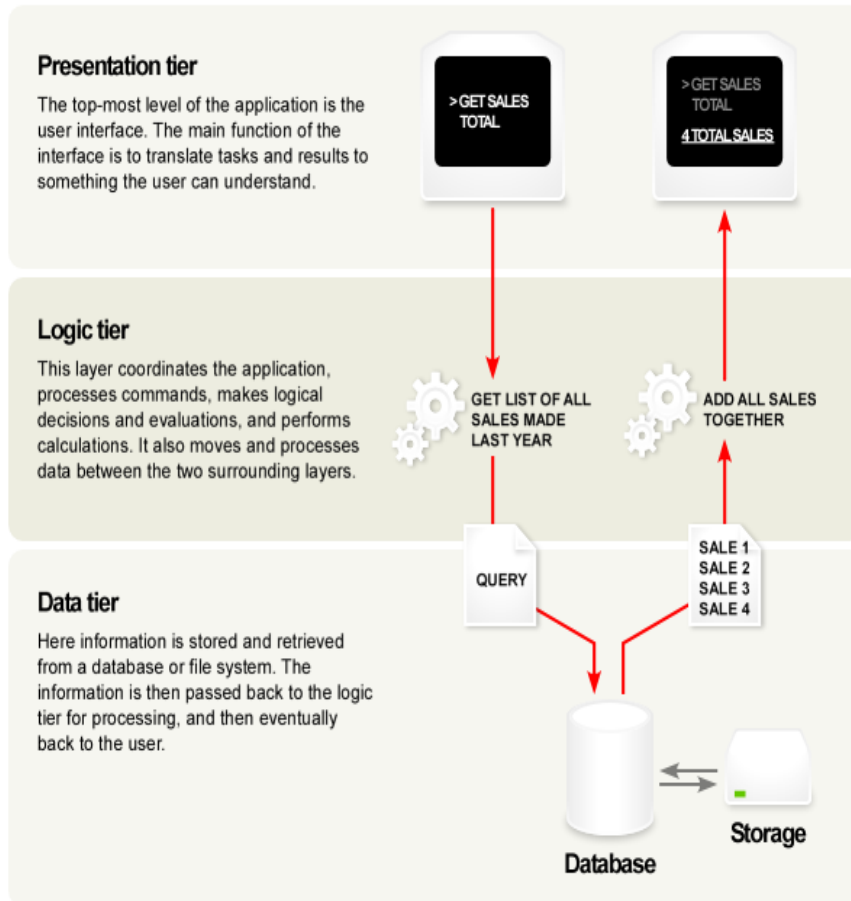 Presentation tier
The top-most level of the application is the
user interface. The main function of the
interface is to translate tasks and results to
something the user can understand.
> GET SALES
TOTAL
> GET SALES
TOTAL
4 TOTAL SALES
Logic tier
This layer coordinates the application,
processes commands, makes logical
decisions and evaluations, and performs
calculations. It also moves and processes
data between the two surrounding layers.
GET LIST OF ALL
SALES MADE
LAST YEAR
ADD ALL SALES
TOGETHER
QUERY
SALE 1
SALE 2
SALE 3
SALE 4
Data tier
Here information is stored and retrieved
from a database or file system. The
information is then passed back to the logic
tier for processing, and then eventually
back to the user.
Database
Storage